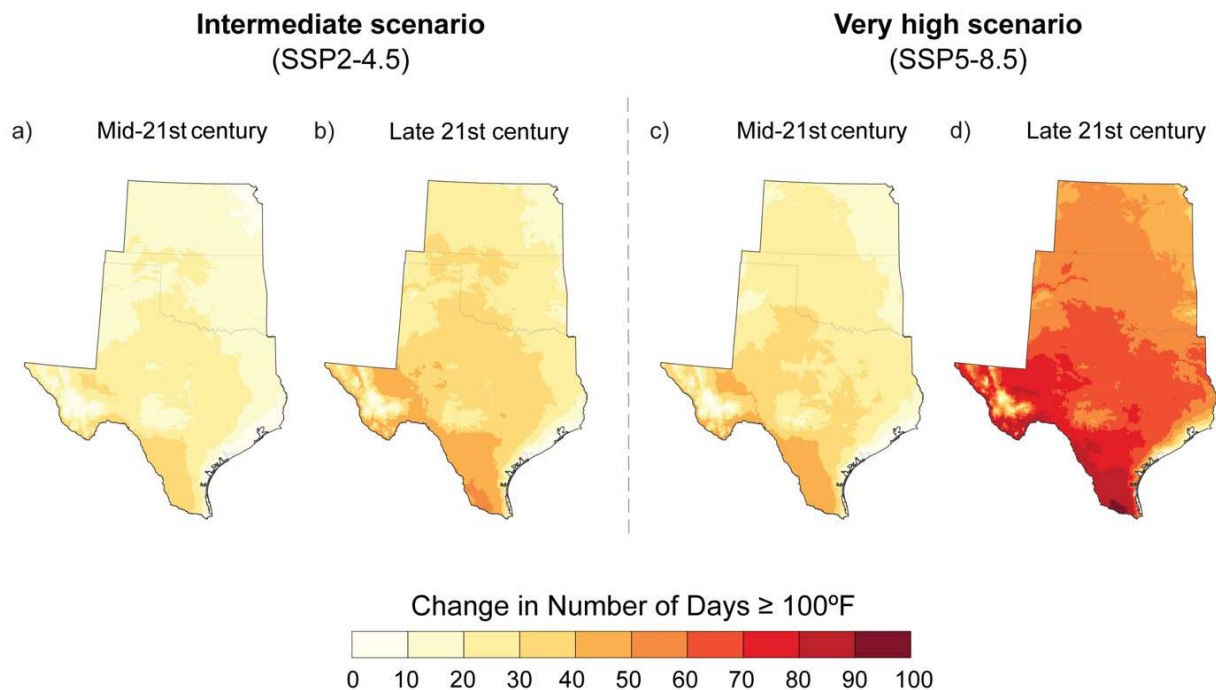 Intermediate scenario
(SSP2-4.5)
Very high scenario
(SSP5-8.5)
a) Mid-21st century
b) Late 21st century
c) Mid-21st century
d) Late 21st century
Change in Number of Days ≥ 100ºF
0 10 20 30 40 50 60 70 80 90 100